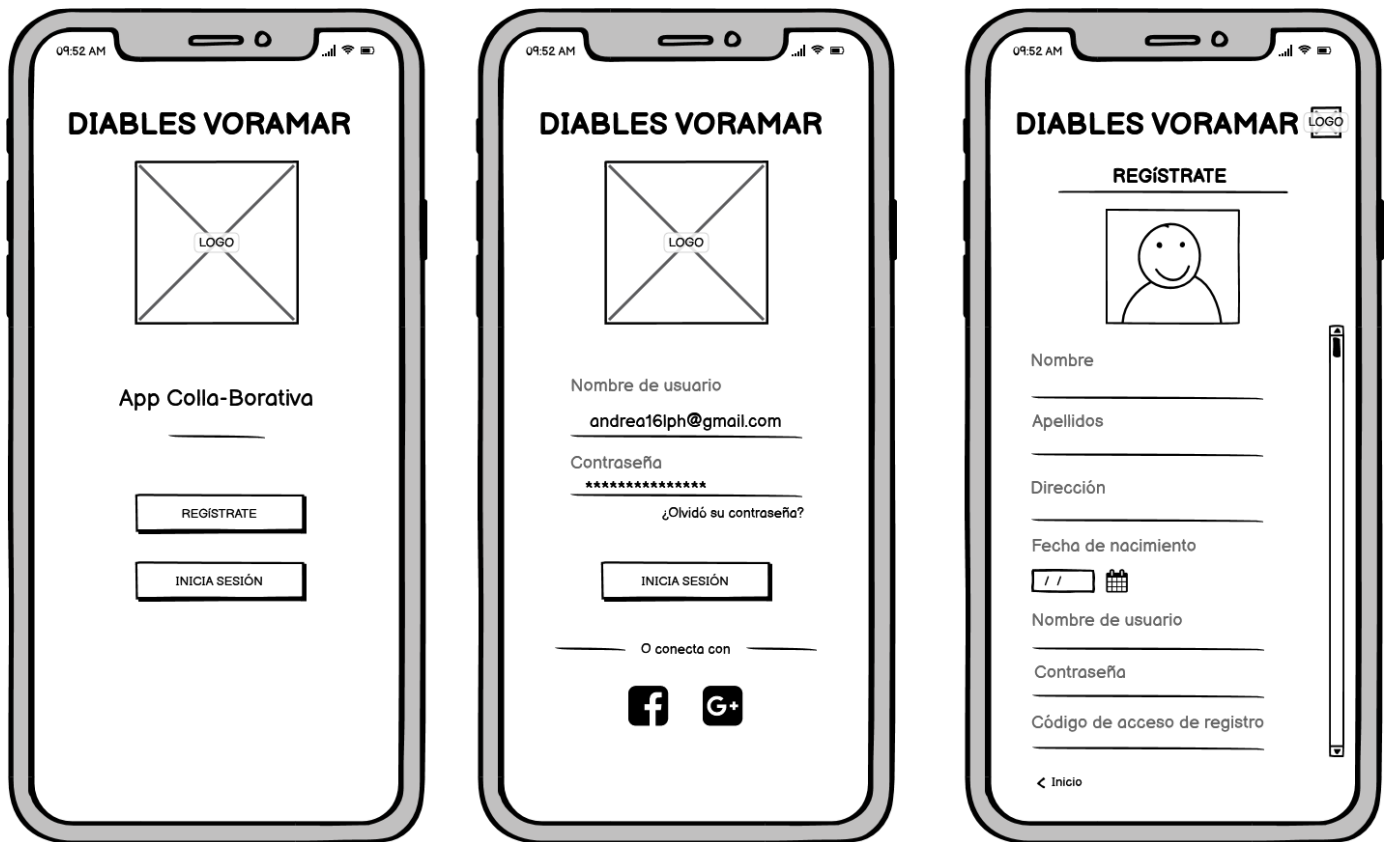 09:52 AM
DIABLES VORAMAR
LOGO
App Colla-Borativa
REGÍSTRATE
INICIA SESIÓN
09:52 AM
DIABLES VORAMAR
LOGO
Nombre de usuario
andrea16lph@gmail.com
Contraseña
***************
¿Olvidó su contraseña?
INICIA SESIÓN
O conecta con
f
G+
09:52 AM
DIABLES VORAMAR LOGO
REGíSTRATE
Nombre
Apellidos
Dirección
Fecha de nacimiento
/ /
Nombre de usuario
Contraseña
Código de acceso de registro
< Inicio